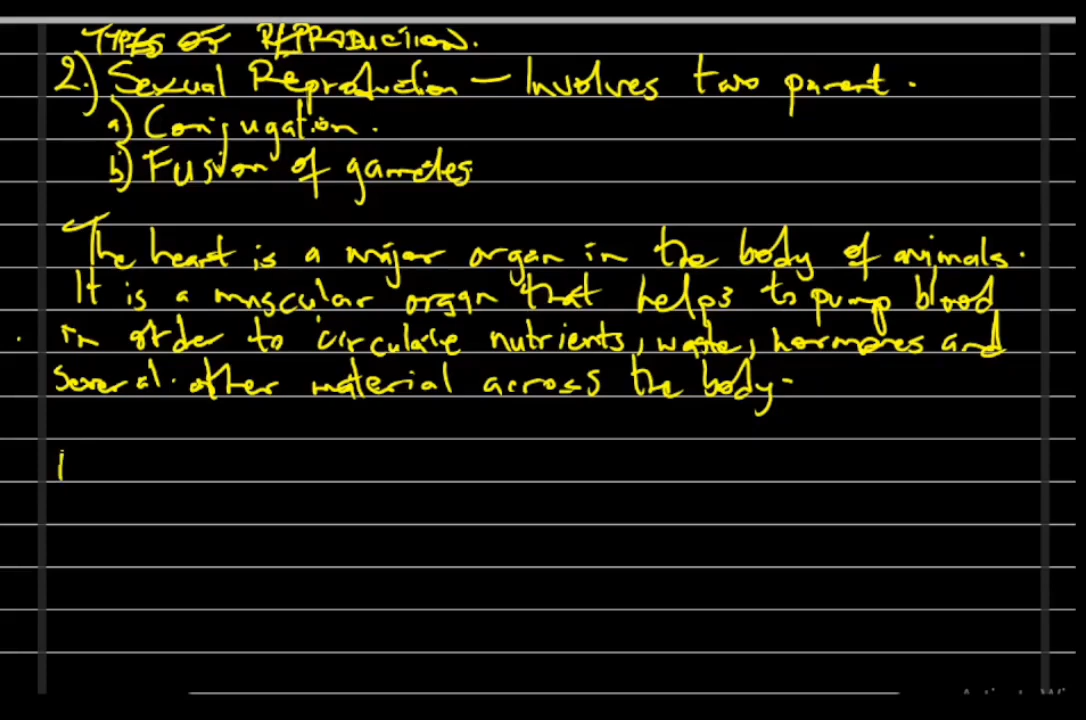 TYPES OF REPRODUCTION.
2.) Sexual Reproduction - Involves two parent.
a) Conjugation.
b) Fusion of gametes
The heart is a major organ in the body of animals.
It is a muscular organ that helps to pump blood
in order to circulate nutrients, waste, hormones and
several other material across the body-